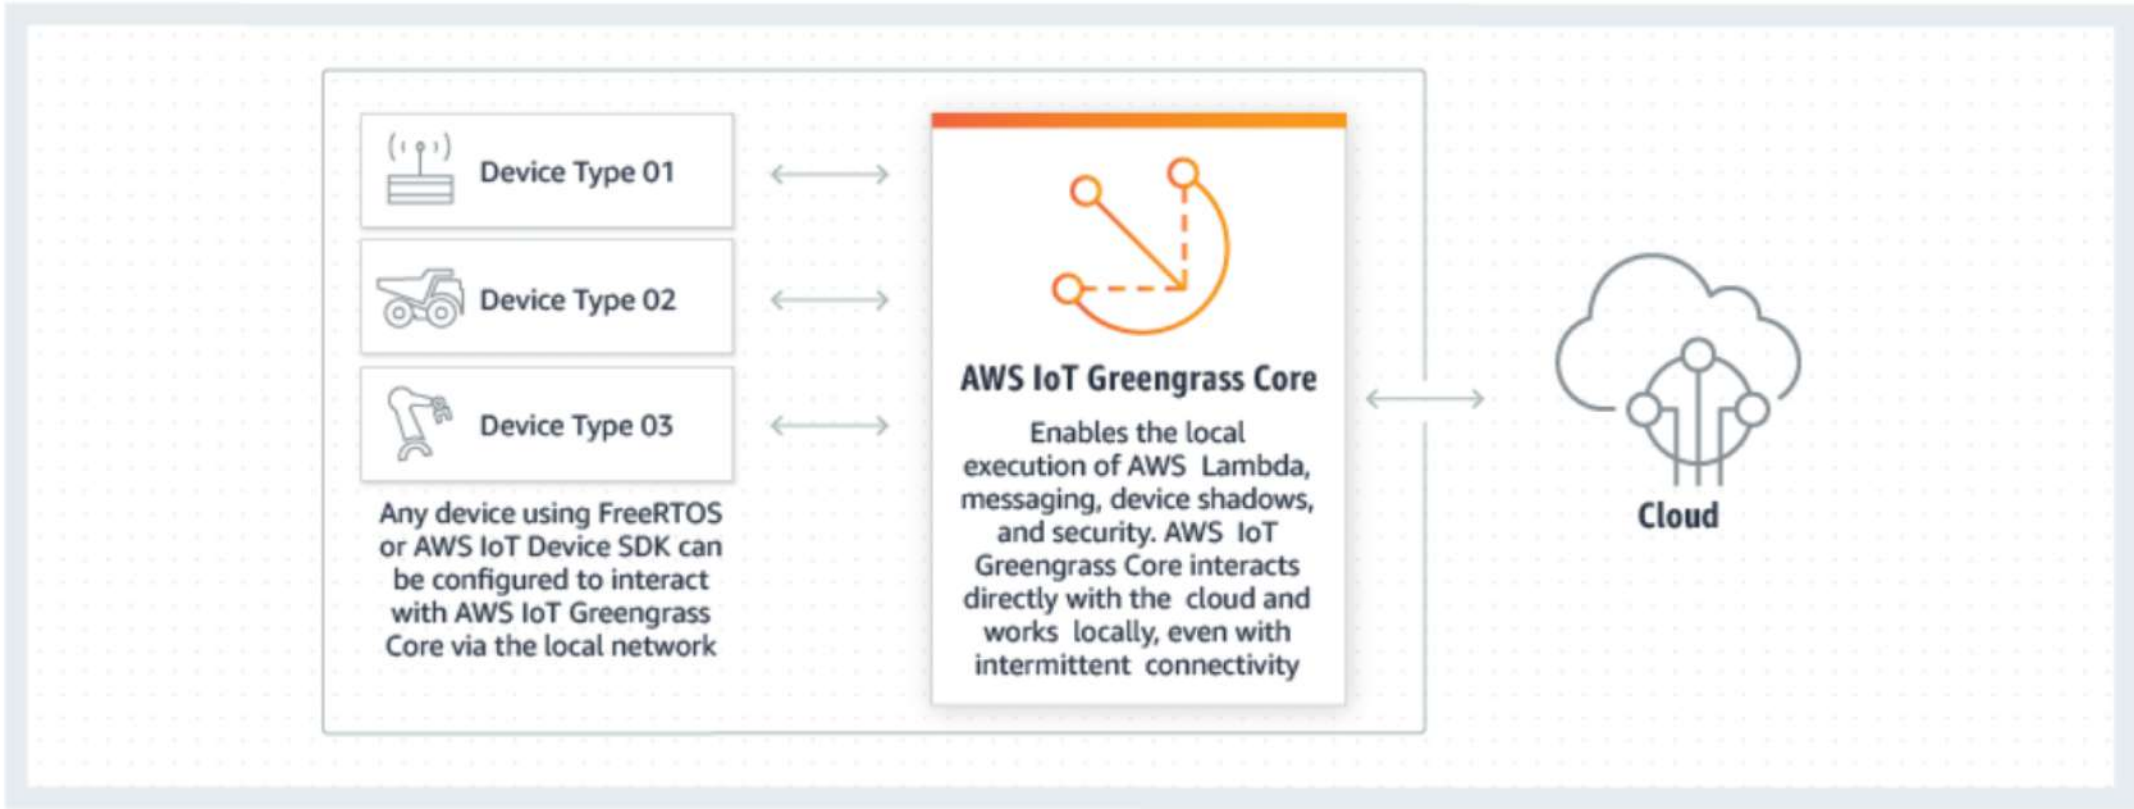 Device Type 01
Device Type 02
Device Type 03
Any device using FreeRTOS
or AWS IoT Device SDK can
be configured to interact
with AWS IoT Greengrass
Core via the local network
AWS IoT Greengrass Core
Enables the local
execution of AWS Lambda,
messaging, device shadows,
and security. AWS IoT
Greengrass Core interacts
directly with the cloud and
works locally, even with
intermittent connectivity
Cloud